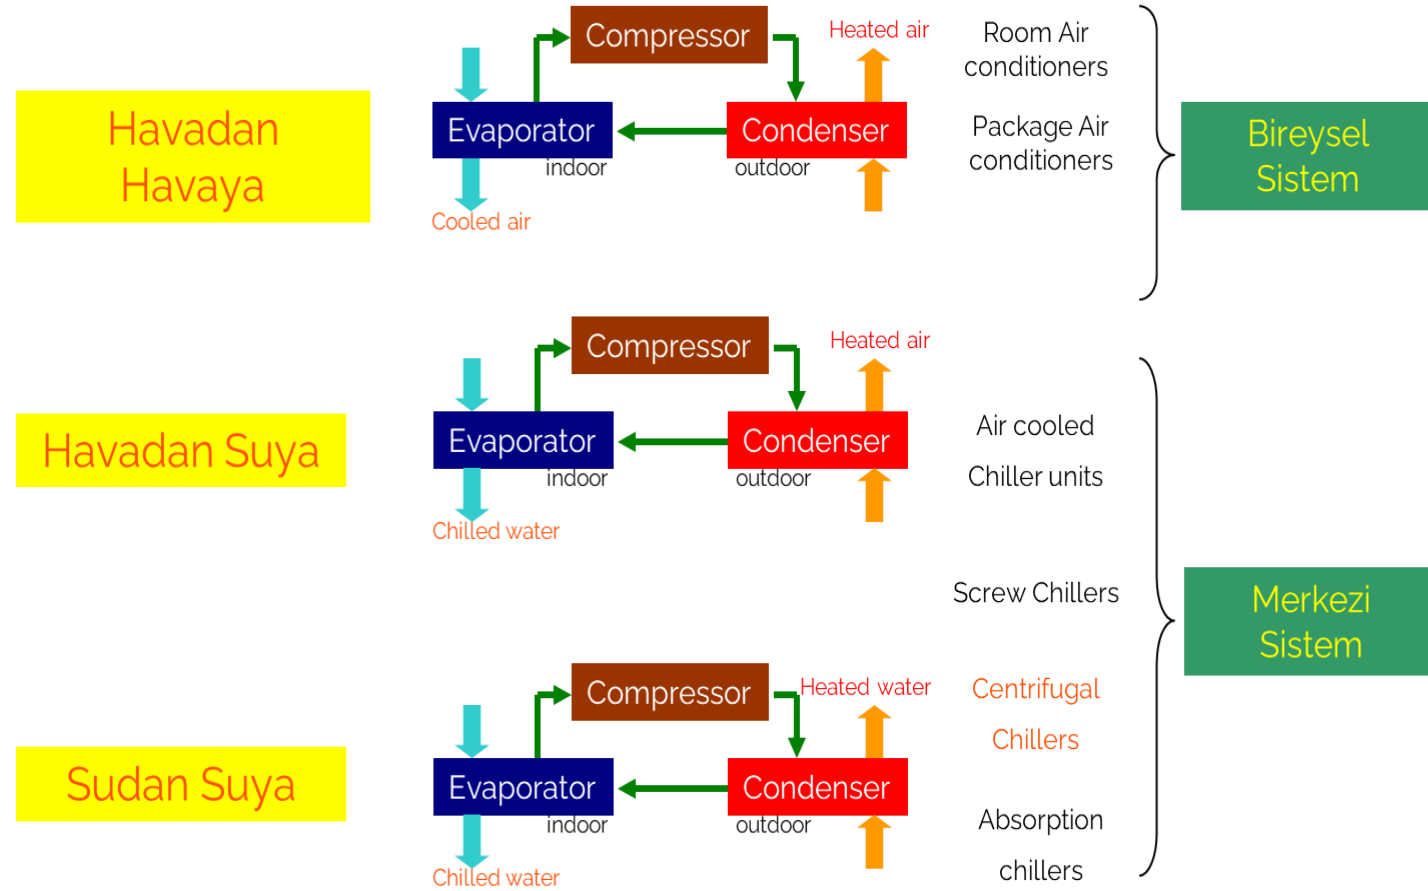 Havadan
Havaya
Compressor
Heated air
Evaporator
Condenser
indoor
outdoor
Cooled air
Room Air
conditioners
Package Air
conditioners
Bireysel
Sistem
Havadan Suya
Compressor
Heated air
Evaporator
Condenser
indoor
outdoor
Chilled water
Air cooled
Chiller units
Screw Chillers
Merkezi
Sistem
Sudan Suya
Compressor
Heated water
Evaporator
Condenser
indoor
outdoor
Chilled water
Centrifugal
Chillers
Absorption
chillers